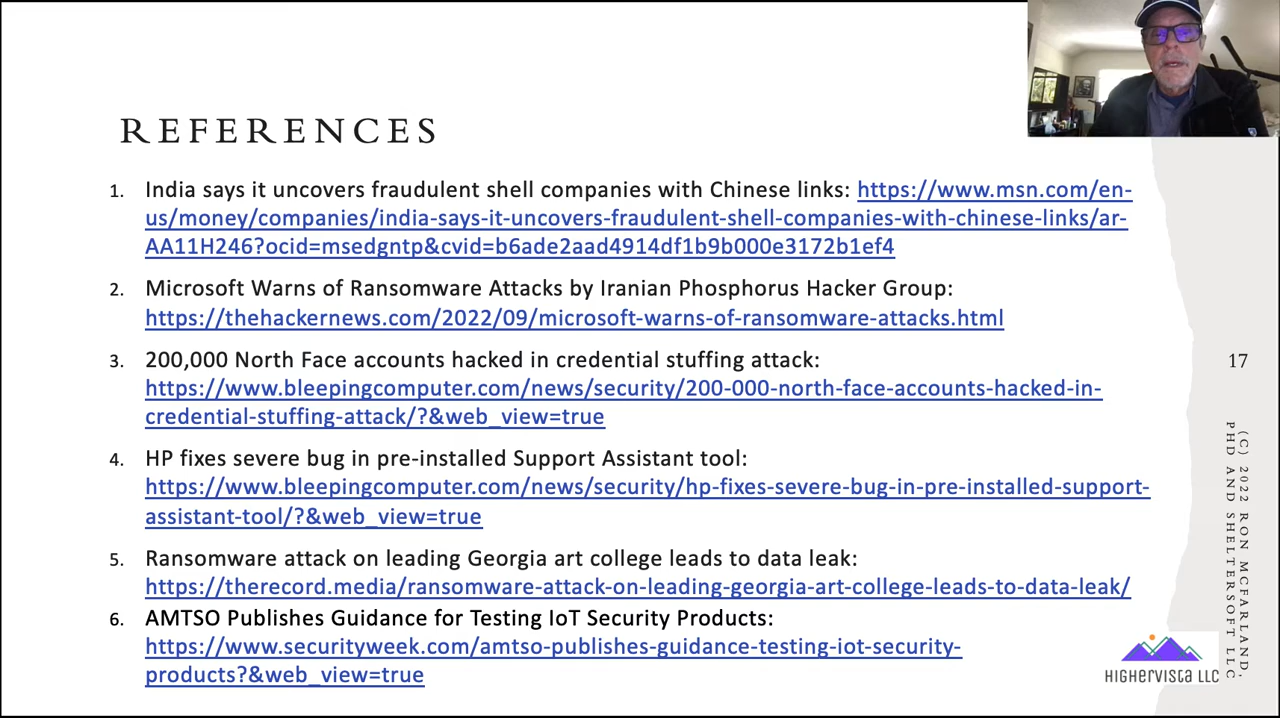 REFERENCES
1. India says it uncovers fraudulent shell companies with Chinese links: https://www.msn.com/en-
us/money/companies/india-says-it-uncovers-fraudulent-shell-companies-with-chinese-links/ar-
AA11H246?ocid=msedgntp&cvid=b6ade2aad4914df1b9b000e3172b1ef4
2. Microsoft Warns of Ransomware Attacks by Iranian Phosphorus Hacker Group:
https://thehackernews.com/2022/09/microsoft-warns-of-ransomware-attacks.html
3. 200,000 North Face accounts hacked in credential stuffing attack:
https://www.bleepingcomputer.com/news/security/200-000-north-face-accounts-hacked-in-
credential-stuffing-attack/?&web_view=true
4. HP fixes severe bug in pre-installed Support Assistant tool:
https://www.bleepingcomputer.com/news/security/hp-fixes-severe-bug-in-pre-installed-support-
assistant-tool/?&web_view=true
5. Ransomware attack on leading Georgia art college leads to data leak:
https://therecord.media/ransomware-attack-on-leading-georgia-art-college-leads-to-data-leak/
6. AMTSO Publishes Guidance for Testing IoT Security Products:
https://www.securityweek.com/amtso-publishes-guidance-testing-iot-security-
products?&web_view=true
17
(C) 2022 RON MCFARLAND,
PHD AND SHELTERSOFT LLC
HIGHERVISTA LLC